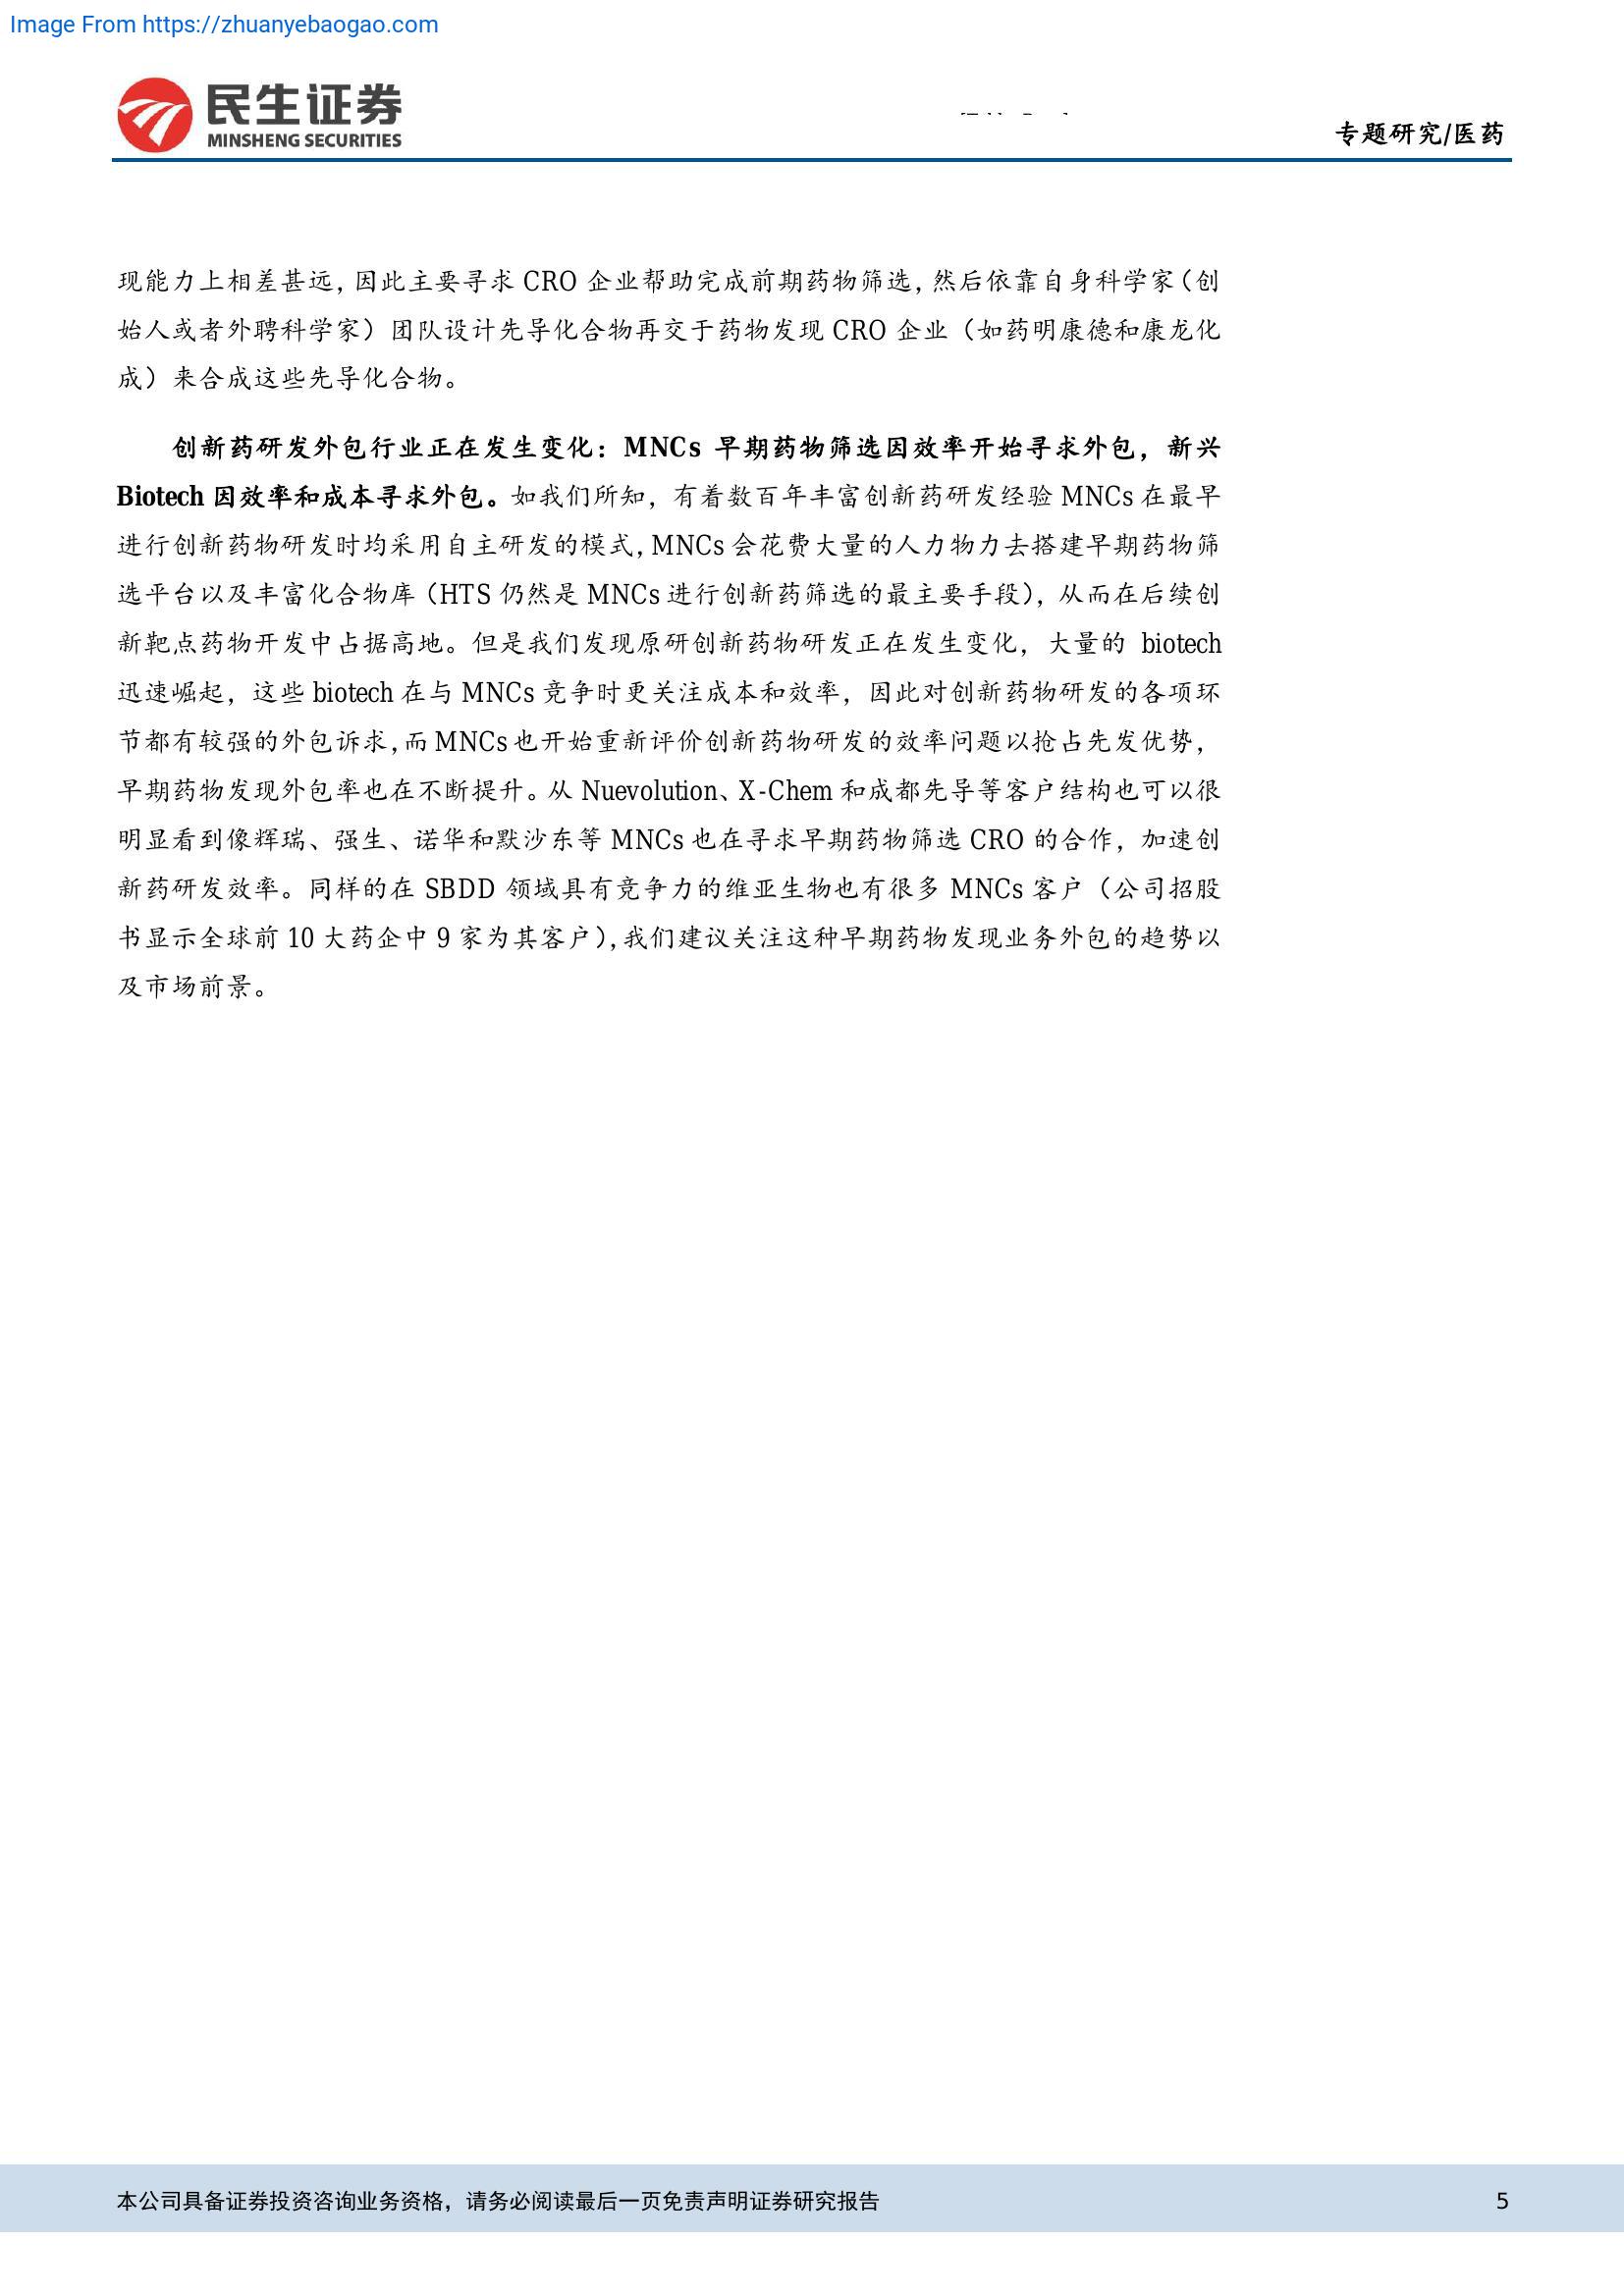 Image From https://zhuanyebaogao.com
民生证券
MINSHENG SECURITIES
专题研究/医药
现能力上相差甚远，因此主要寻求 CRO 企业帮助完成前期药物筛选，然后依靠自身科学家（创
始人或者外聘科学家）团队设计先导化合物再交于药物发现 CRO 企业（如药明康德和康龙化
成）来合成这些先导化合物。
创新药研发外包行业正在发生变化：MNCs 早期药物筛选因效率开始寻求外包，新兴
Biotech 因效率和成本寻求外包。如我们所知，有着数百年丰富创新药研发经验 MNCs 在最早
进行创新药物研发时均采用自主研发的模式，MNCs 会花费大量的人力物力去搭建早期药物筛
选平台以及丰富化合物库（HTS 仍然是 MNCs 进行创新药筛选的最主要手段），从而在后续创
新靶点药物开发中占据高地。但是我们发现原研创新药物研发正在发生变化，大量的 biotech
迅速崛起，这些 biotech 在与 MNCs 竞争时更关注成本和效率，因此对创新药物研发的各项环
节都有较强的外包诉求，而 MNCs 也开始重新评价创新药物研发的效率问题以抢占先发优势，
早期药物发现外包率也在不断提升。从 Nuevolution、X-Chem 和成都先导等客户结构也可以很
明显看到像辉瑞、强生、诺华和默沙东等 MNCs 也在寻求早期药物筛选 CRO 的合作，加速创
新药研发效率。同样的在 SBDD 领域具有竞争力的维亚生物也有很多 MNCs 客户（公司招股
书显示全球前 10 大药企中 9 家为其客户），我们建议关注这种早期药物发现业务外包的趋势以
及市场前景。
本公司具备证券投资咨询业务资格，请务必阅读最后一页免责声明证券研究报告
5